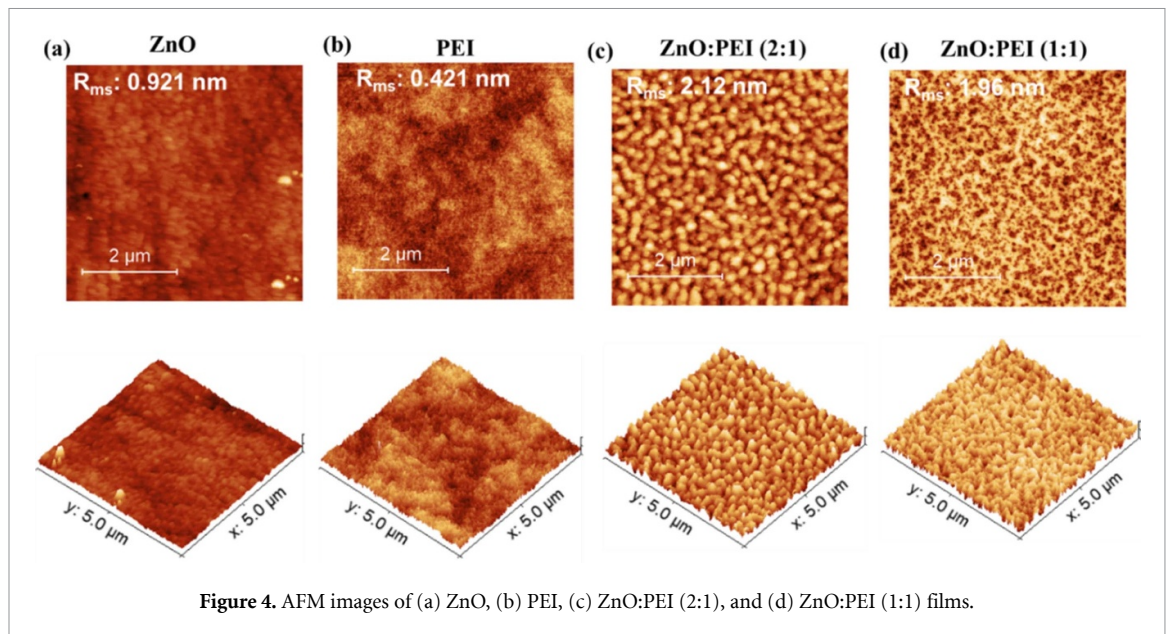 (a) ZnO (b) PEI (c) ZnO:PEI (2:1) (d) ZnO:PEI (1:1)
Rms: 0.921 nm Rms: 0.421 nm Rms: 2.12 nm Rms: 1.96 nm
2 μm 2 μm 2 μm 2 μm
y: 5.0 μm x: 5.0 μm y: 5.0 μm x: 5.0 μm y: 5.0 μm x: 5.0 μm y: 5.0 μm x: 5.0 μm
Figure 4. AFM images of (a) ZnO, (b) PEI, (c) ZnO:PEI (2:1), and (d) ZnO:PEI (1:1) films.